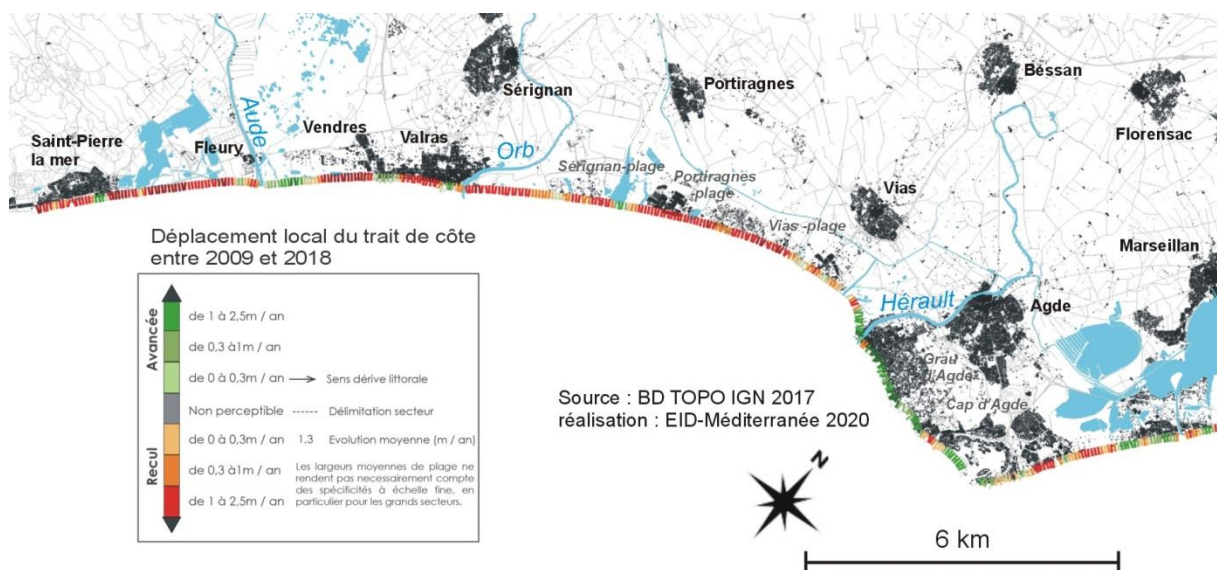 Béssan
Sérignan
Portiragnes
Florensac
Aude
Saint-Pierre
la mer
Fleury
Vendres
Valras
Orb
Sérignan-plage
Portiragnes
-plage
Vias
Vias -plage
Marseillan
Hérault
Agde
Grau
d'Agde
Cap d'Agde
Déplacement local du trait de côte
entre 2009 et 2018
Avancée
de 1 à 2,5m / an
de 0,3 à1m / an
de 0 à 0,3m / an
Sens dérive littorale
Non perceptible
Délimitation secteur
Recul
de 0 à 0,3m / an
1,3 Evolution moyenne (m / an)
de 0,3 à1m / an
de 1 à 2,5m / an
Les largeurs moyennes de plage ne
rendent pas necessairement compte
des spécificités à échelle fine, en
particulier pour les grands secteurs.
Source : BD TOPO IGN 2017
réalisation : EID-Méditerranée 2020
N
6 km